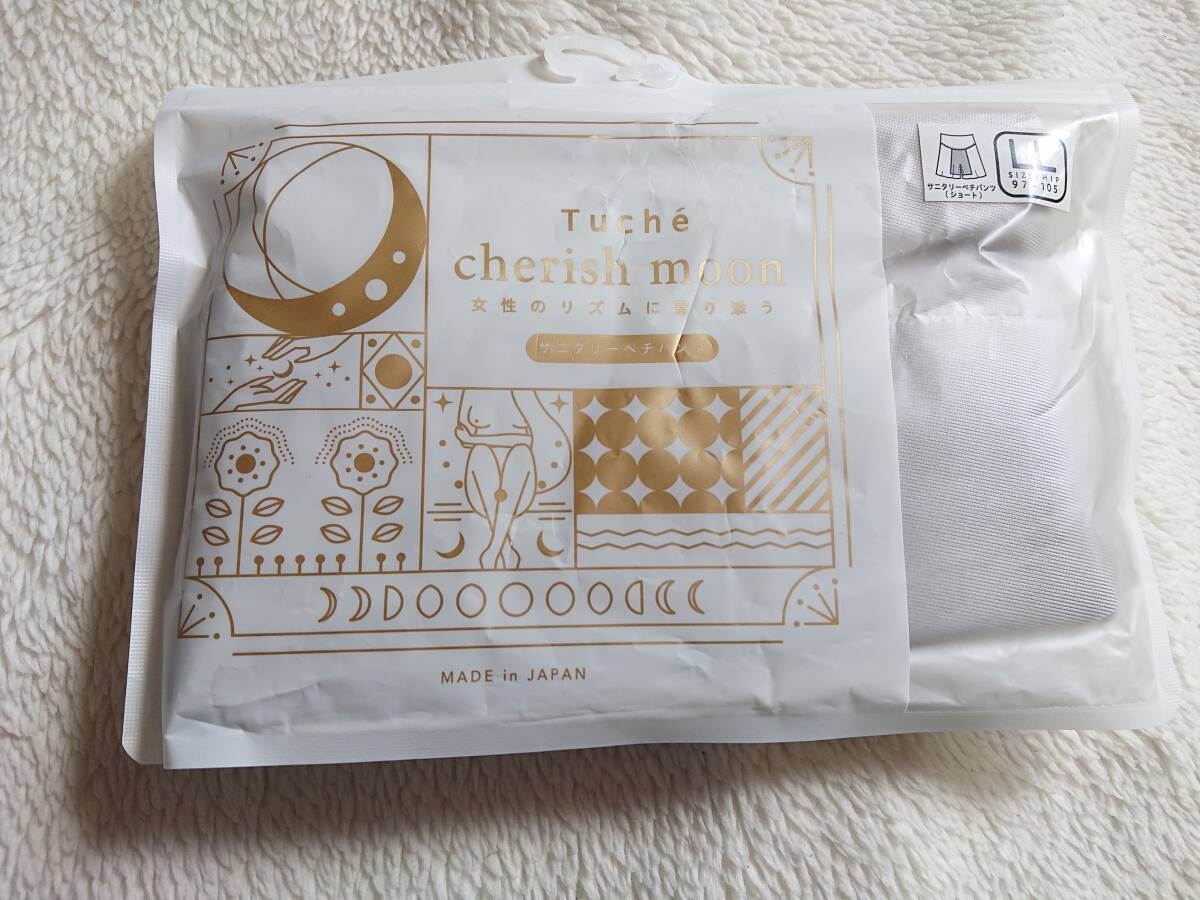 Tuché
cherish moon
女性のリズムに寄り添う
サニタリーペチパンツ
MADE in JAPAN
サニタリーペチパンツ
(ショート)
LL
SIZE/HIP
97-105